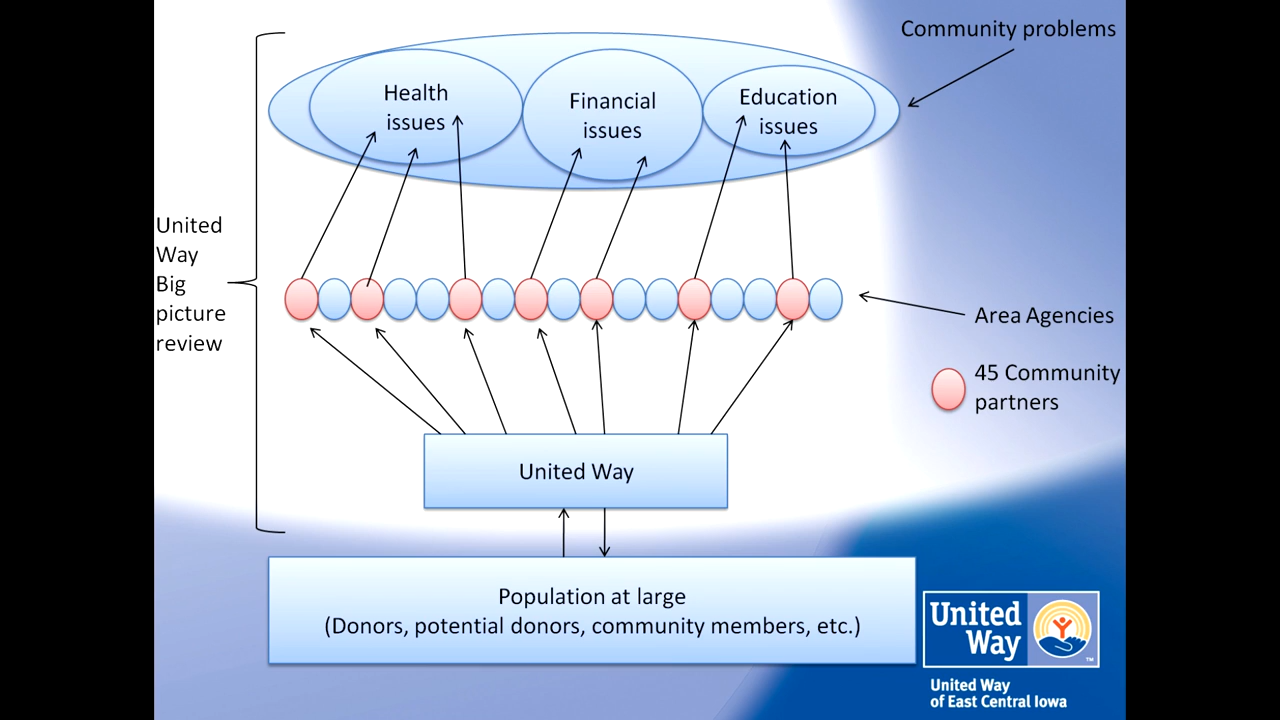 Community problems
Health
issues
Financial
issues
Education
issues
United
Way
Big
picture
review
Area Agencies
45 Community
partners
United Way
Population at large
(Donors, potential donors, community members, etc.)
United
Way
TM
United Way
of East Central Iowa